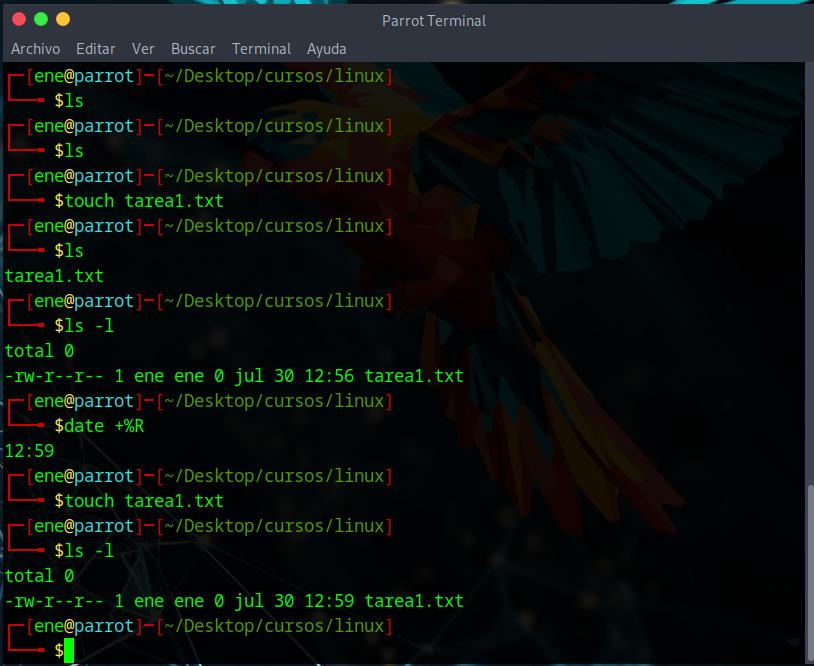 Parrot Terminal
Archivo Editar Ver Buscar Terminal Ayuda
┌─[ene@parrot]─[~/Desktop/cursos/linux]
└──╼ $ls
┌─[ene@parrot]─[~/Desktop/cursos/linux]
└──╼ $ls
┌─[ene@parrot]─[~/Desktop/cursos/linux]
└──╼ $touch tarea1.txt
┌─[ene@parrot]─[~/Desktop/cursos/linux]
└──╼ $ls
tarea1.txt
┌─[ene@parrot]─[~/Desktop/cursos/linux]
└──╼ $ls -l
total 0
-rw-r--r-- 1 ene ene 0 jul 30 12:56 tarea1.txt
┌─[ene@parrot]─[~/Desktop/cursos/linux]
└──╼ $date +%R
12:59
┌─[ene@parrot]─[~/Desktop/cursos/linux]
└──╼ $touch tarea1.txt
┌─[ene@parrot]─[~/Desktop/cursos/linux]
└──╼ $ls -l
total 0
-rw-r--r-- 1 ene ene 0 jul 30 12:59 tarea1.txt
┌─[ene@parrot]─[~/Desktop/cursos/linux]
└──╼ $